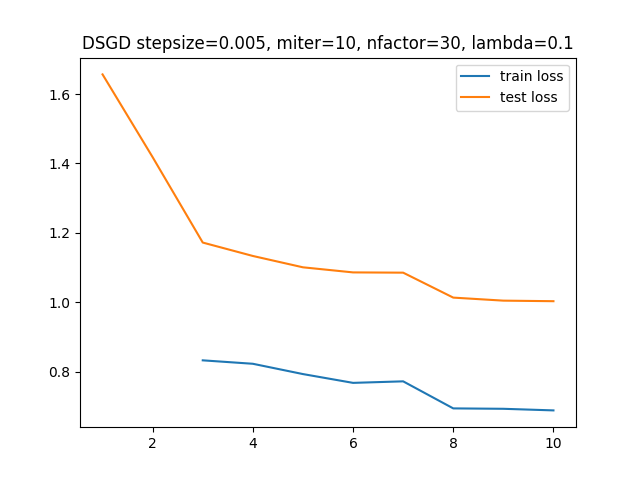 DSGD stepsize=0.005, miter=10, nfactor=30, lambda=0.1
train loss
test loss
1.6
1.4
1.2
1.0
0.8
2 4 6 8 10